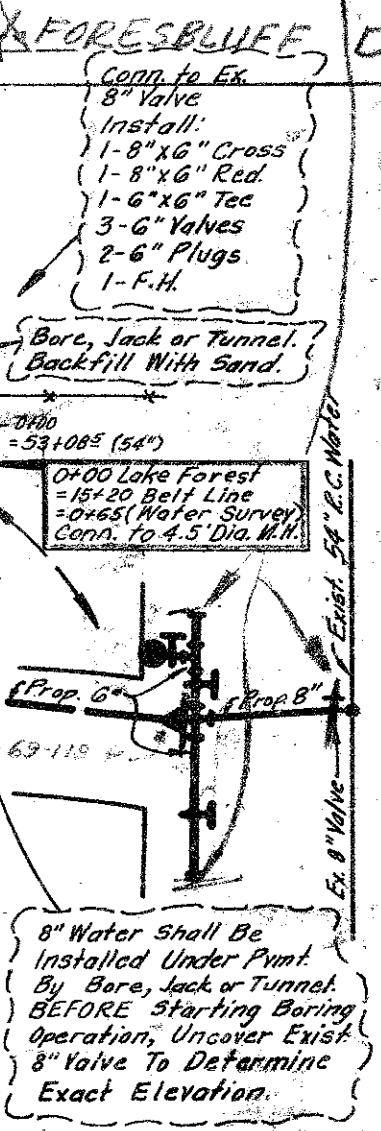 FORESBLUFF
Conn. to Ex.
8" Valve
Install:
1-8"x6" Cross
1-8"x6" Red.
1-6"x6" Tee
3-6" Valves
2-6" Plugs
1-F.H.
Bore, Jack or Tunnel.
Backfill With Sand.
0+00
=53+08⁵ (54")
0+00 Lake Forest
=15+20 Belt Line
=0+65 (Water Survey)
Conn. to 4.5' Dia. M.H.
Exist. 54" R.C. Water
Prop. 6"
Prop. 8"
69-110
Ex. 8" Valve
8" Water Shall Be
Installed Under Pvmt.
By Bore, Jack or Tunnel.
BEFORE Starting Boring
Operation, Uncover Exist.
8" Valve To Determine
Exact Elevation.